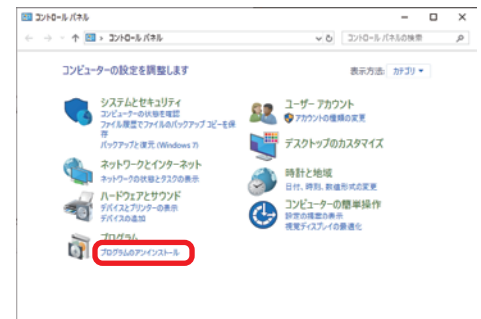 コントロール パネル
コントロール パネル
コントロール パネルの検索
コンピューターの設定を調整します
表示方法: カテゴリ
システムとセキュリティ
コンピューターの状態を確認
ファイル履歴でファイルのバックアップ コピーを保
存
バックアップと復元 (Windows 7)
ネットワークとインターネット
ネットワークの状態とタスクの表示
ハードウェアとサウンド
デバイスとプリンターの表示
デバイスの追加
プログラム
プログラムのアンインストール
ユーザー アカウント
アカウントの種類の変更
デスクトップのカスタマイズ
時計と地域
日付、時刻、数値形式の変更
コンピューターの簡単操作
設定の提案の表示
視覚ディスプレイの最適化